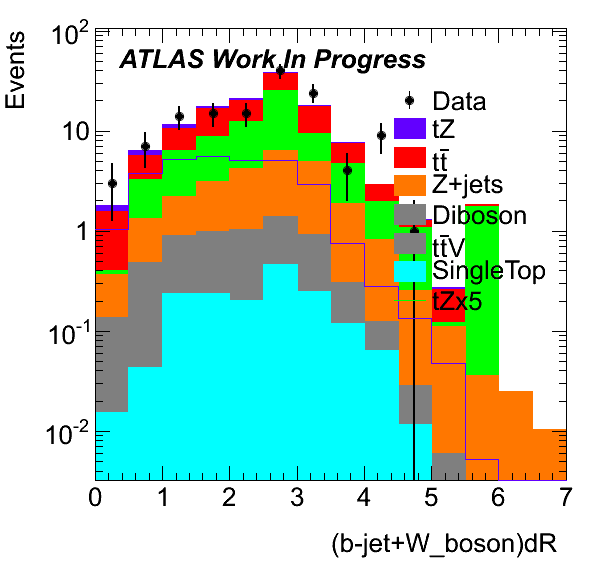 Events
10²
10
1
10⁻¹
10⁻²
ATLAS Work In Progress
Data
tZ
tt̄
Z+jets
Diboson
tt̄V
SingleTop
tZx5
0 1 2 3 4 5 6 7
(b-jet+W_boson)dR